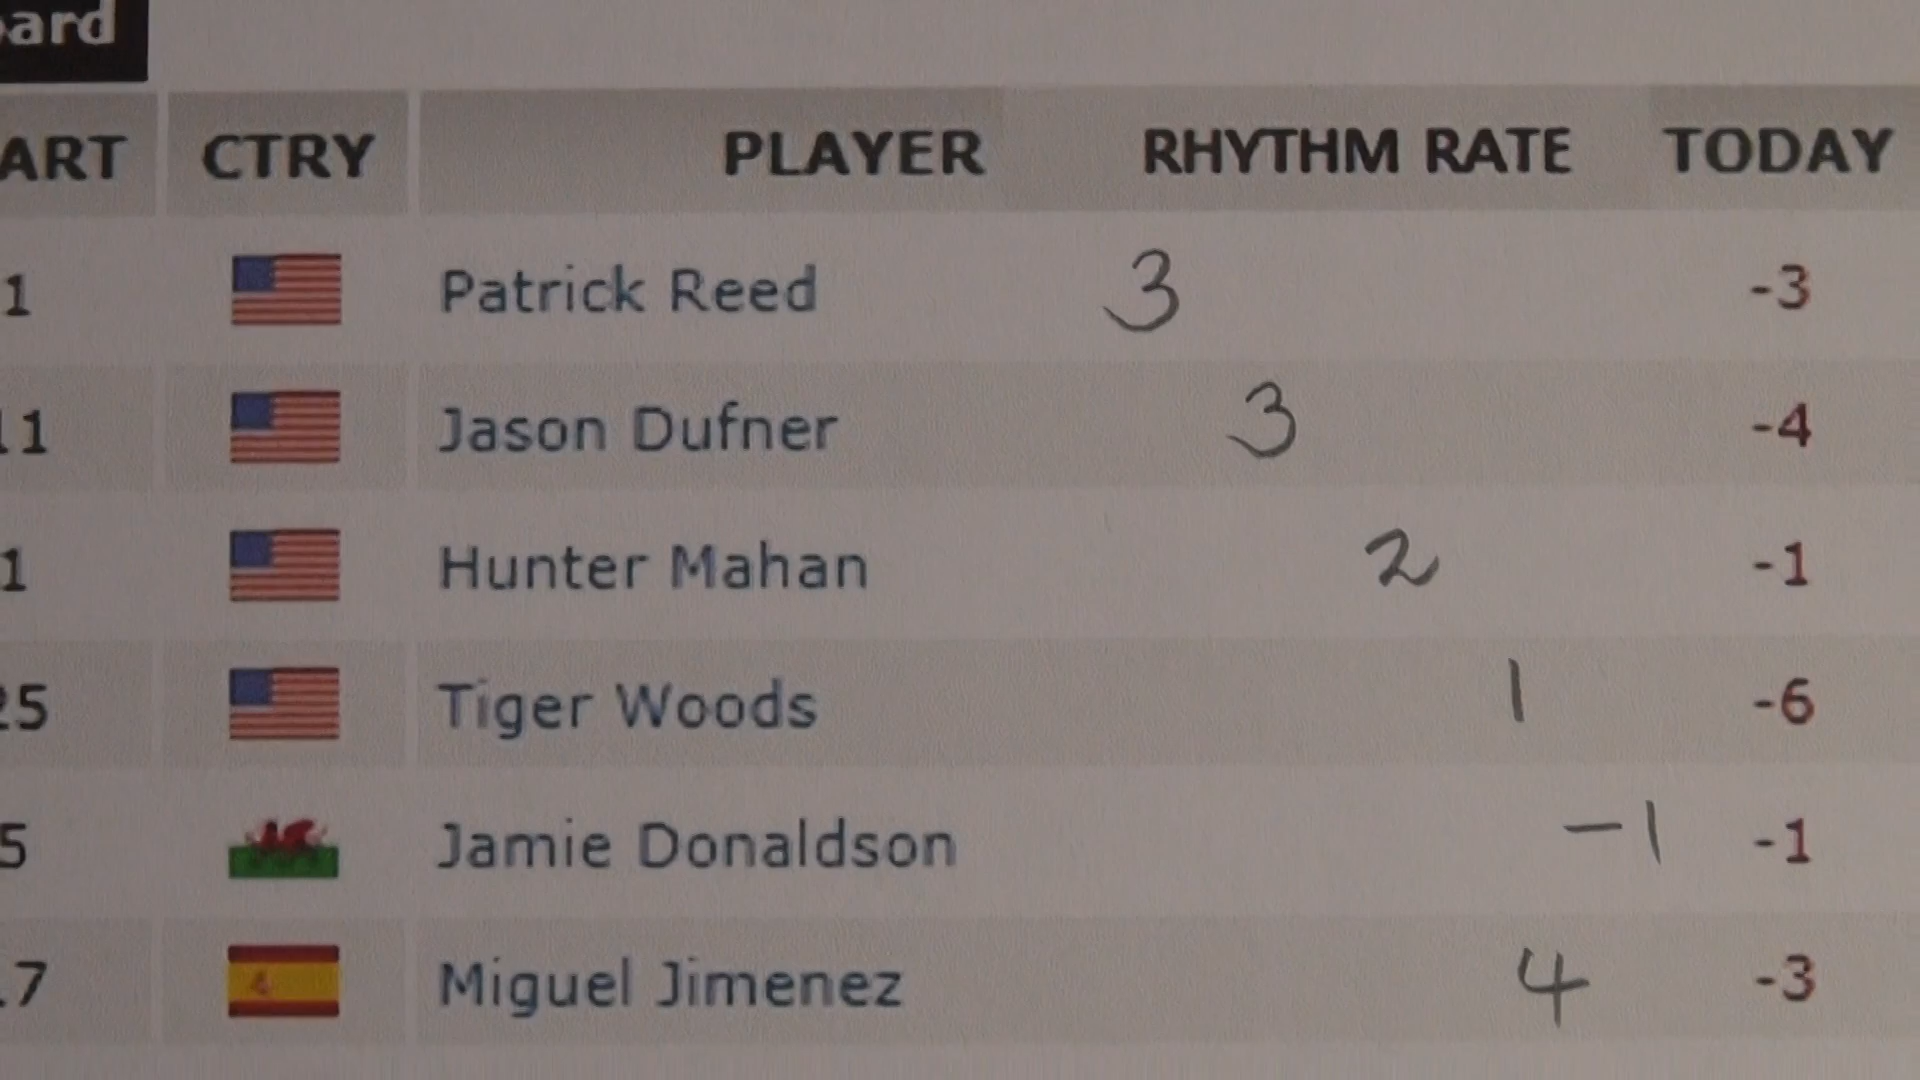 ard
ART CTRY PLAYER RHYTHM RATE TODAY
1 Patrick Reed 3 -3
11 Jason Dufner 3 -4
1 Hunter Mahan 2 -1
25 Tiger Woods 1 -6
5 Jamie Donaldson -1 -1
7 Miguel Jimenez 4 -3